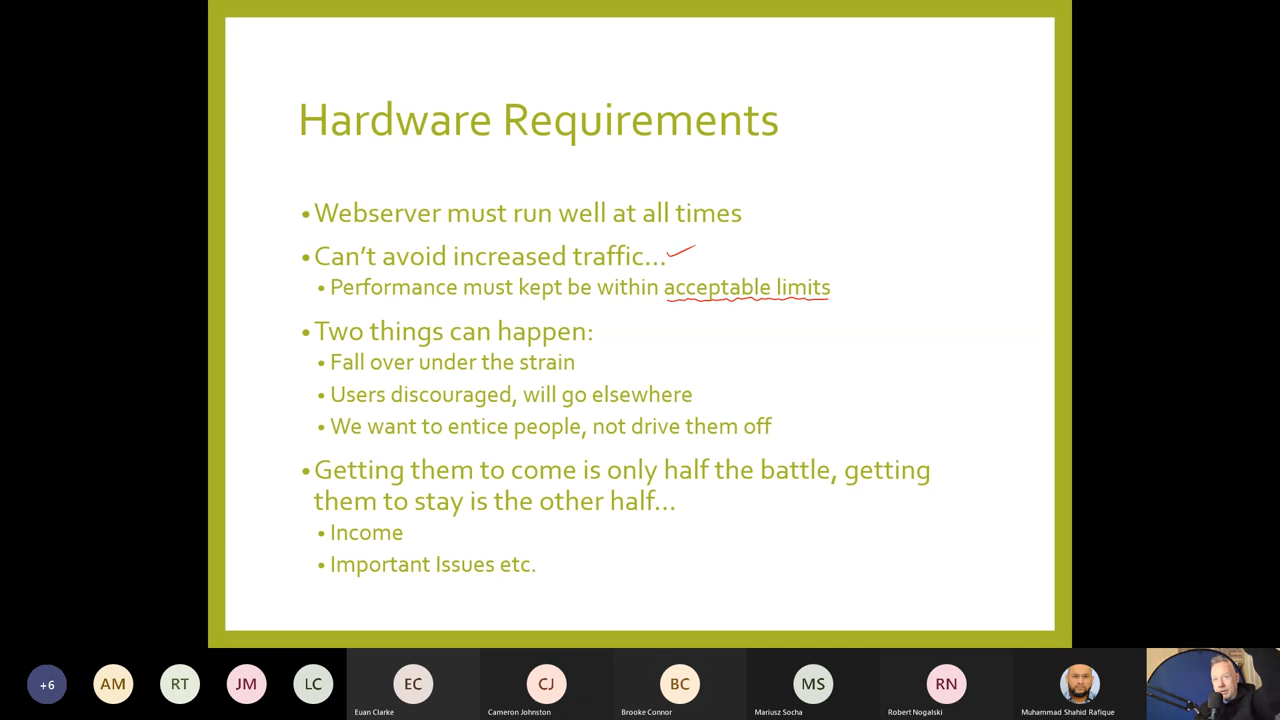 Hardware Requirements
•Webserver must run well at all times
•Can't avoid increased traffic...
•Performance must kept be within acceptable limits
•Two things can happen:
•Fall over under the strain
•Users discouraged, will go elsewhere
•We want to entice people, not drive them off
•Getting them to come is only half the battle, getting
them to stay is the other half...
•Income
•Important Issues etc.
+6 AM RT JM LC EC CJ BC MS RN
Euan Clarke Cameron Johnston Brooke Connor Mariusz Socha Robert Nogalski Muhammad Shahid Rafique